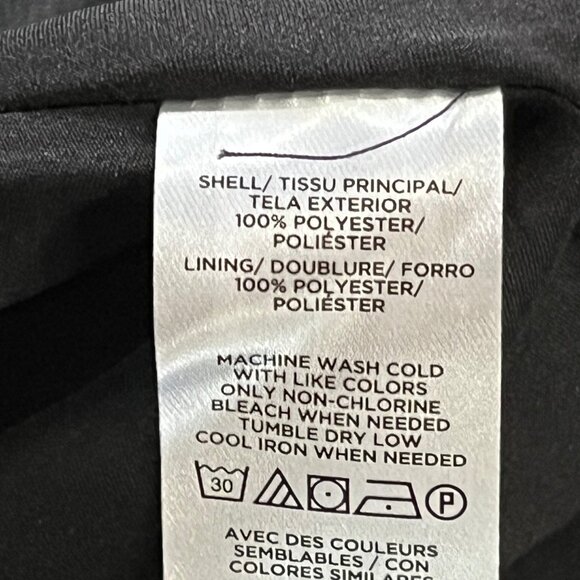 SHELL/ TISSU PRINCIPAL/
TELA EXTERIOR
100% POLYESTER/
POLIÉSTER
LINING/ DOUBLURE/ FORRO
100% POLYESTER/
POLIÉSTER
MACHINE WASH COLD
WITH LIKE COLORS
ONLY NON-CHLORINE
BLEACH WHEN NEEDED
TUMBLE DRY LOW
COOL IRON WHEN NEEDED
30 P
AVEC DES COULEURS
SEMBLABLES / CON
COLORES SIMILARES